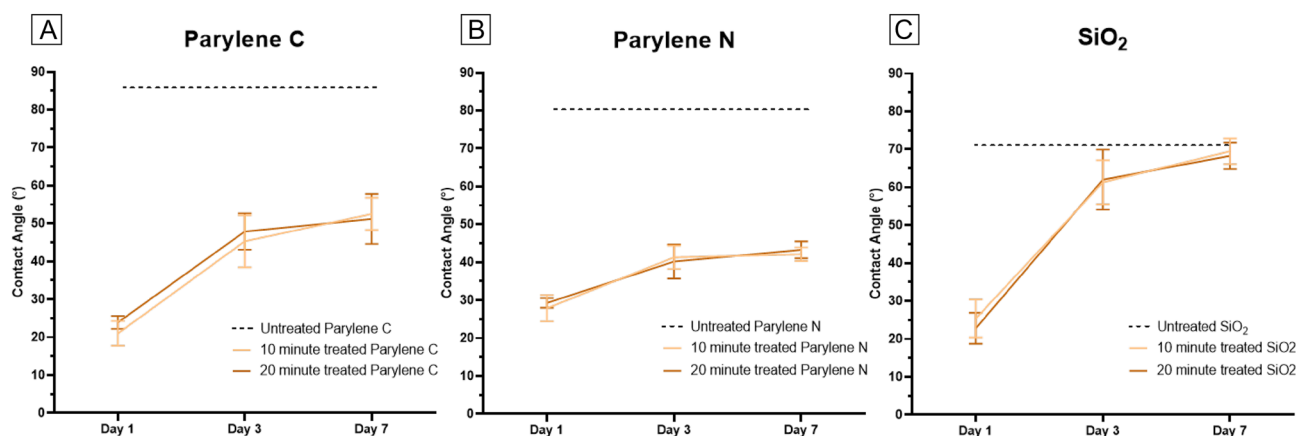 A
Parylene C
Contact Angle (°)
90
80
70
60
50
40
30
20
10
0
Untreated Parylene C
10 minute treated Parylene C
20 minute treated Parylene C
Day 1
Day 3
Day 7
B
Parylene N
Contact Angle (°)
90
80
70
60
50
40
30
20
10
0
Untreated Parylene N
10 minute treated Parylene N
20 minute treated Parylene N
Day 1
Day 3
Day 7
C
SiO₂
Contact Angle (°)
90
80
70
60
50
40
30
20
10
0
Untreated SiO₂
10 minute treated SiO2
20 minute treated SiO2
Day 1
Day 3
Day 7